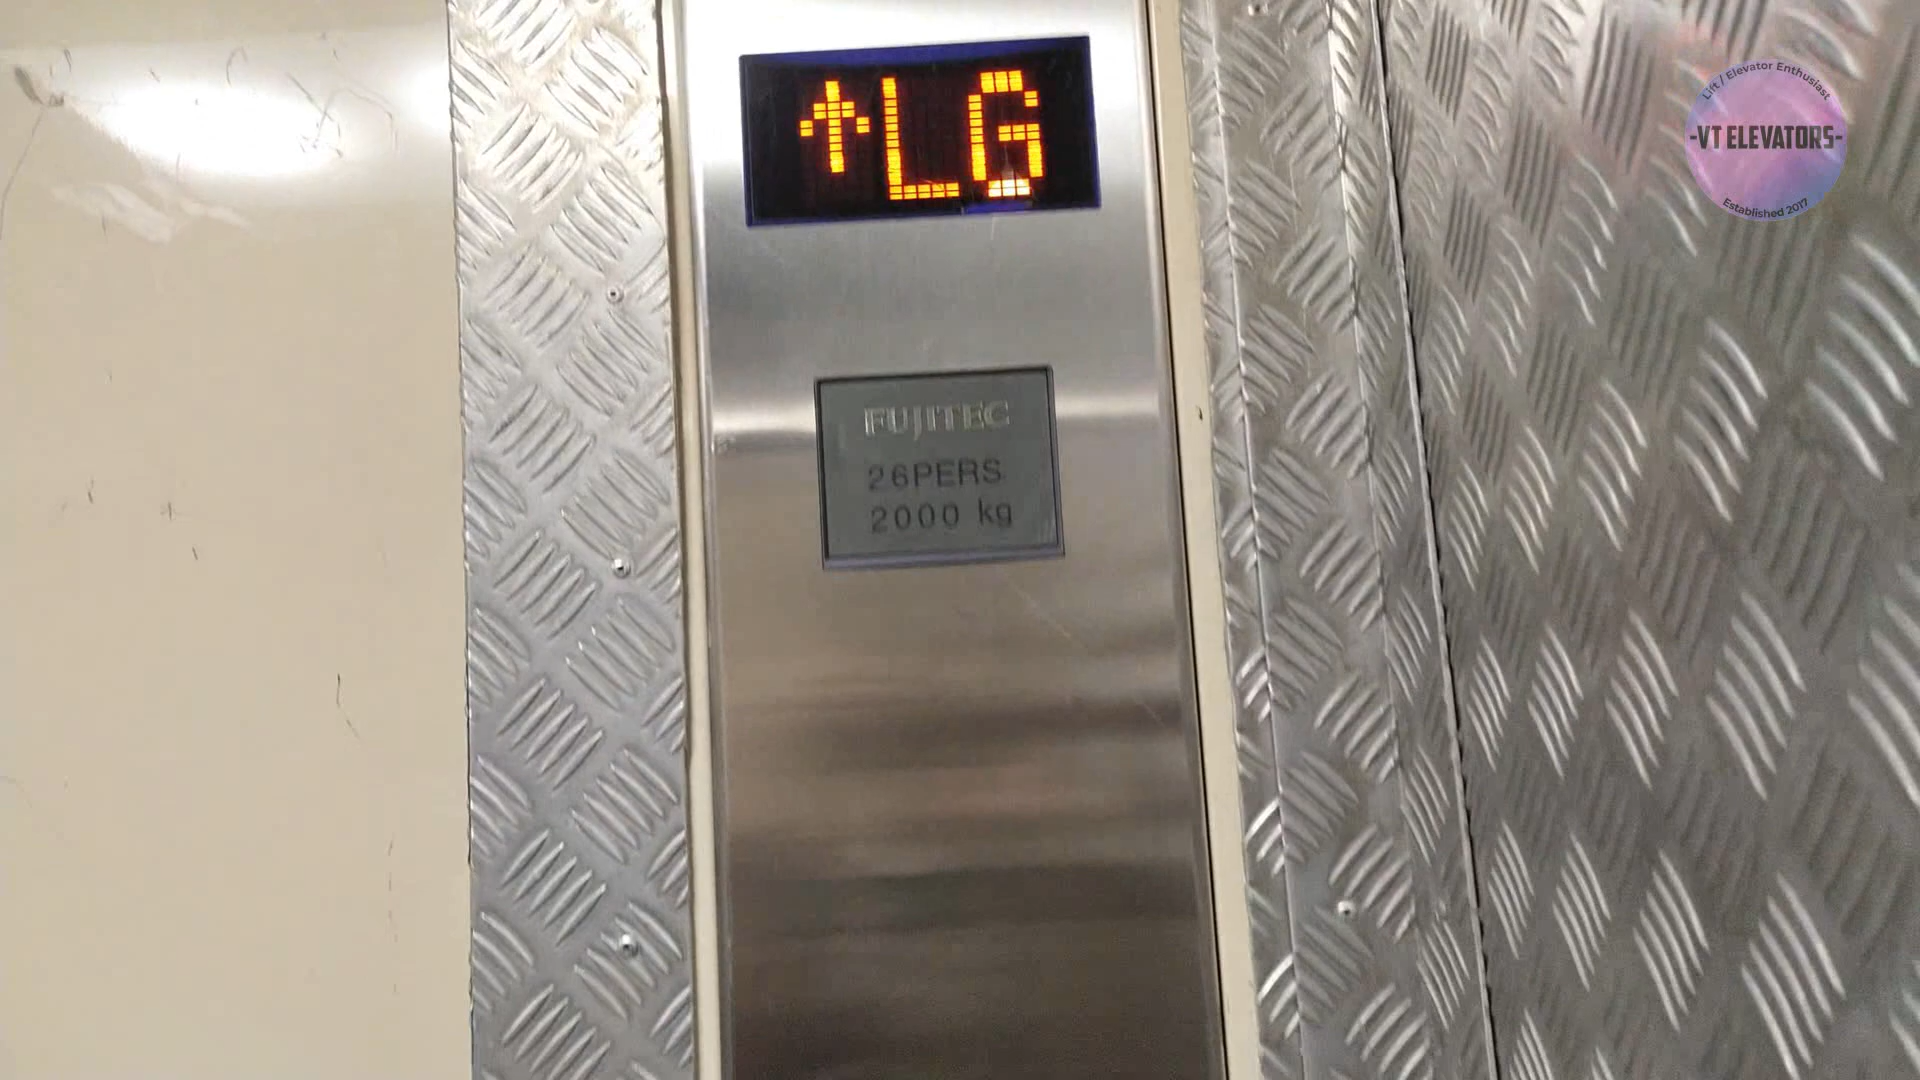 ↑LG
FUJITEC
26PERS
2000 kg
Lift / Elevator Enthusiast
-VT ELEVATORS-
Established 2017